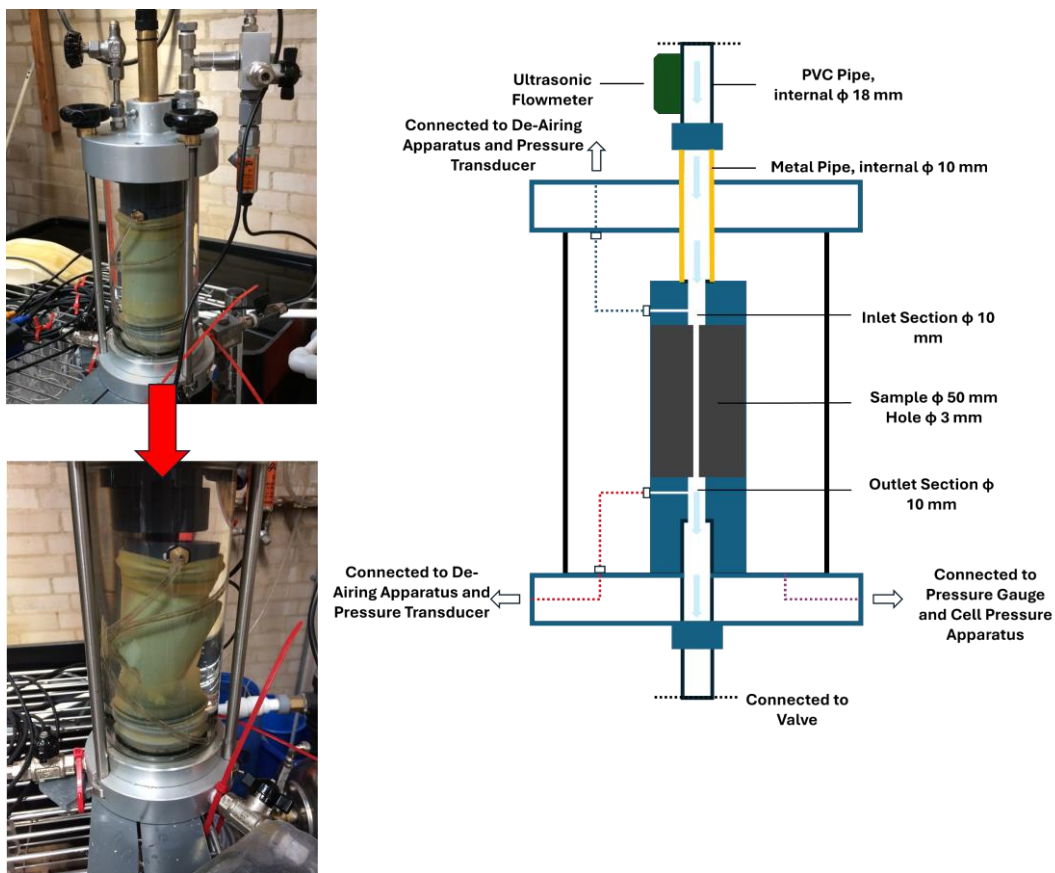 Ultrasonic
Flowmeter
PVC Pipe,
internal ϕ 18 mm
Connected to De-Airing
Apparatus and Pressure
Transducer
Metal Pipe, internal ϕ 10 mm
Inlet Section ϕ 10
mm
Sample ϕ 50 mm
Hole ϕ 3 mm
Outlet Section ϕ
10 mm
Connected to De-
Airing Apparatus and
Pressure Transducer
Connected to
Pressure Gauge
and Cell Pressure
Apparatus
Connected to
Valve